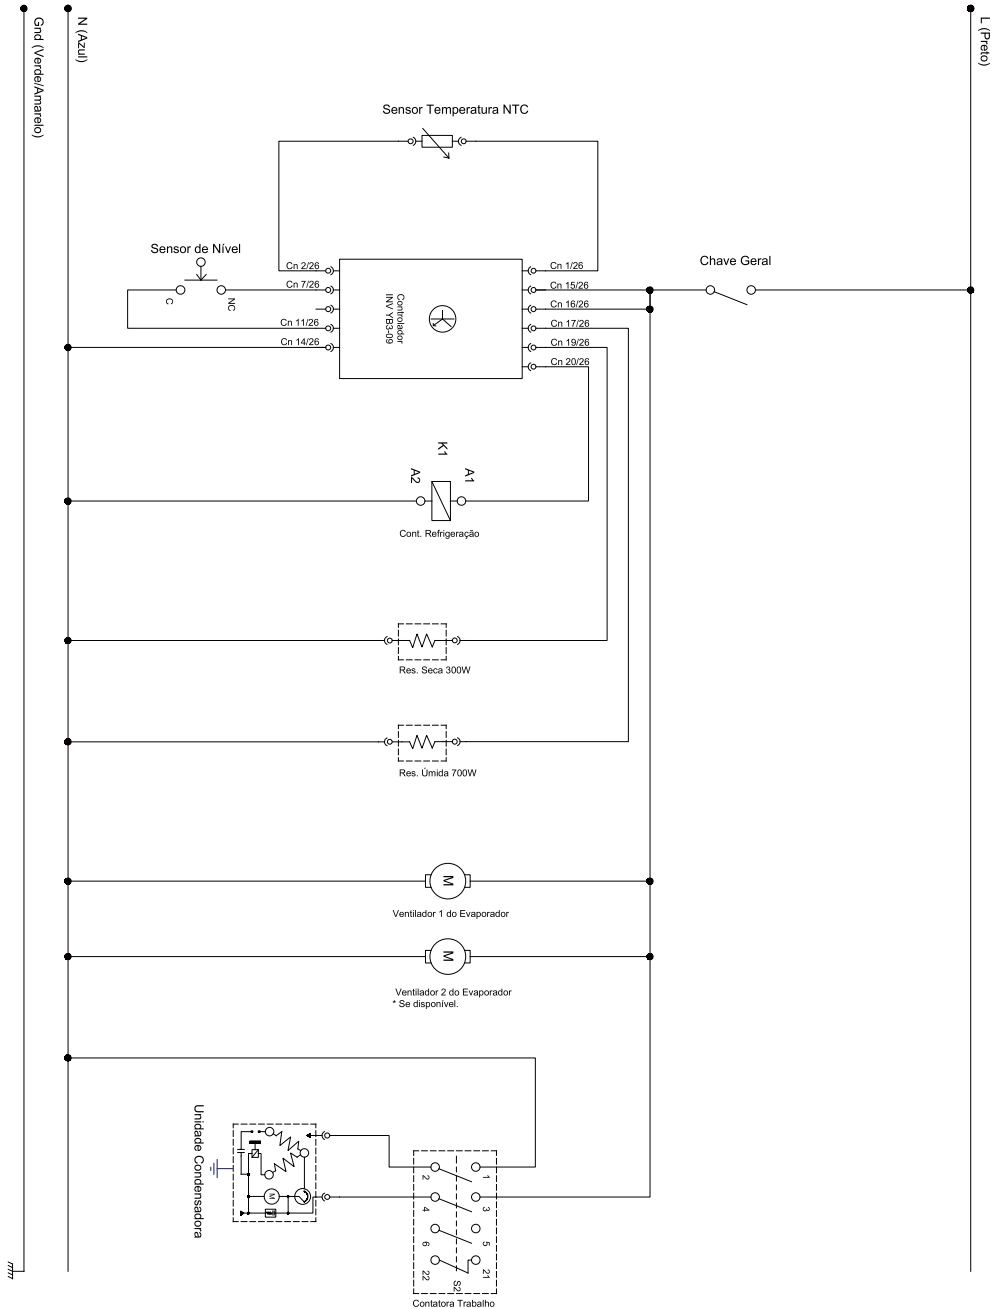 Gnd (Verde/Amarelo)
N (Azul)
L (Preto)
Sensor Temperatura NTC
Sensor de Nível
C
NC
Chave Geral
Cn 2/26
Cn 7/26
Cn 11/26
Cn 14/26
Controlador
INV YB3-09
Cn 1/26
Cn 15/26
Cn 16/26
Cn 17/26
Cn 19/26
Cn 20/26
K1
A2
A1
Cont. Refrigeração
Res. Seca 300W
Res. Úmida 700W
M
Ventilador 1 do Evaporador
M
Ventilador 2 do Evaporador
* Se disponível.
Unidade Condensadora
M
2
1
4
3
6
5
22
21
S2
Contatora Trabalho